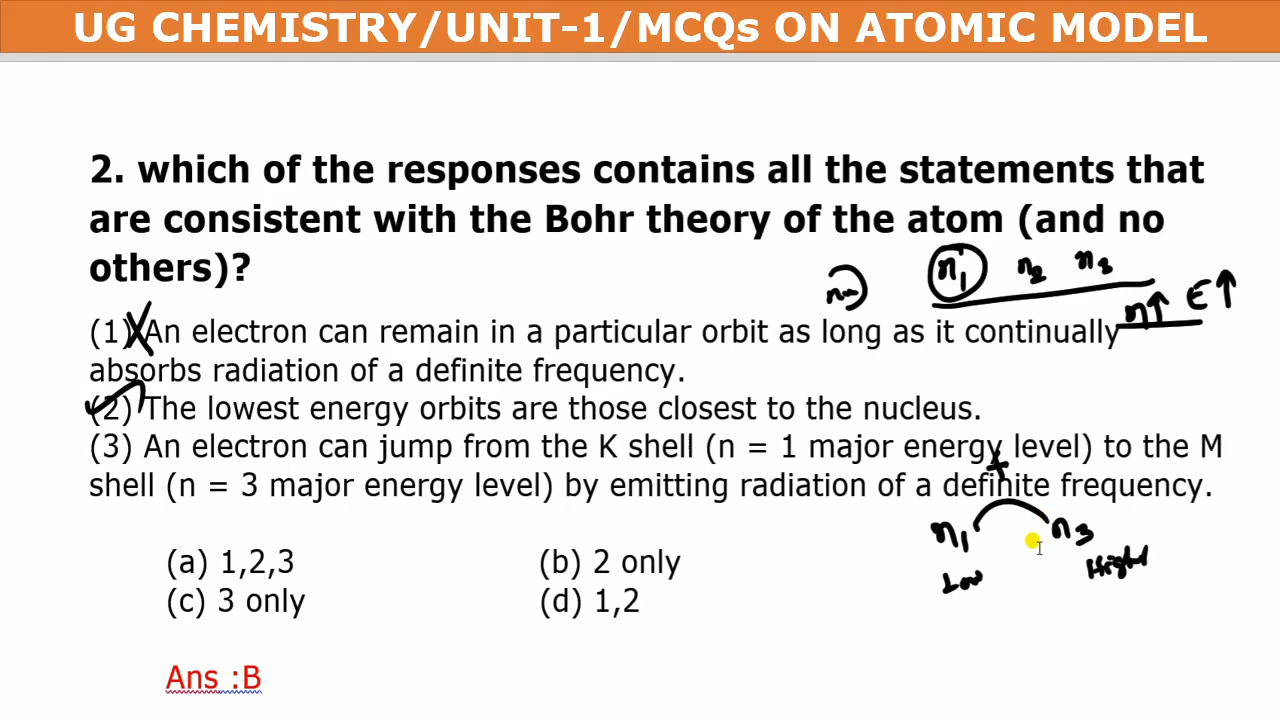 UG CHEMISTRY/UNIT-1/MCQs ON ATOMIC MODEL
2. which of the responses contains all the statements that
are consistent with the Bohr theory of the atom (and no
others)?
n1 n2 n3
n↑ E↑
(1) An electron can remain in a particular orbit as long as it continually
absorbs radiation of a definite frequency.
(2) The lowest energy orbits are those closest to the nucleus.
(3) An electron can jump from the K shell (n = 1 major energy level) to the M
shell (n = 3 major energy level) by emitting radiation of a definite frequency.
n1 n3
Low
(a) 1,2,3 (b) 2 only
(c) 3 only (d) 1,2
Ans :B